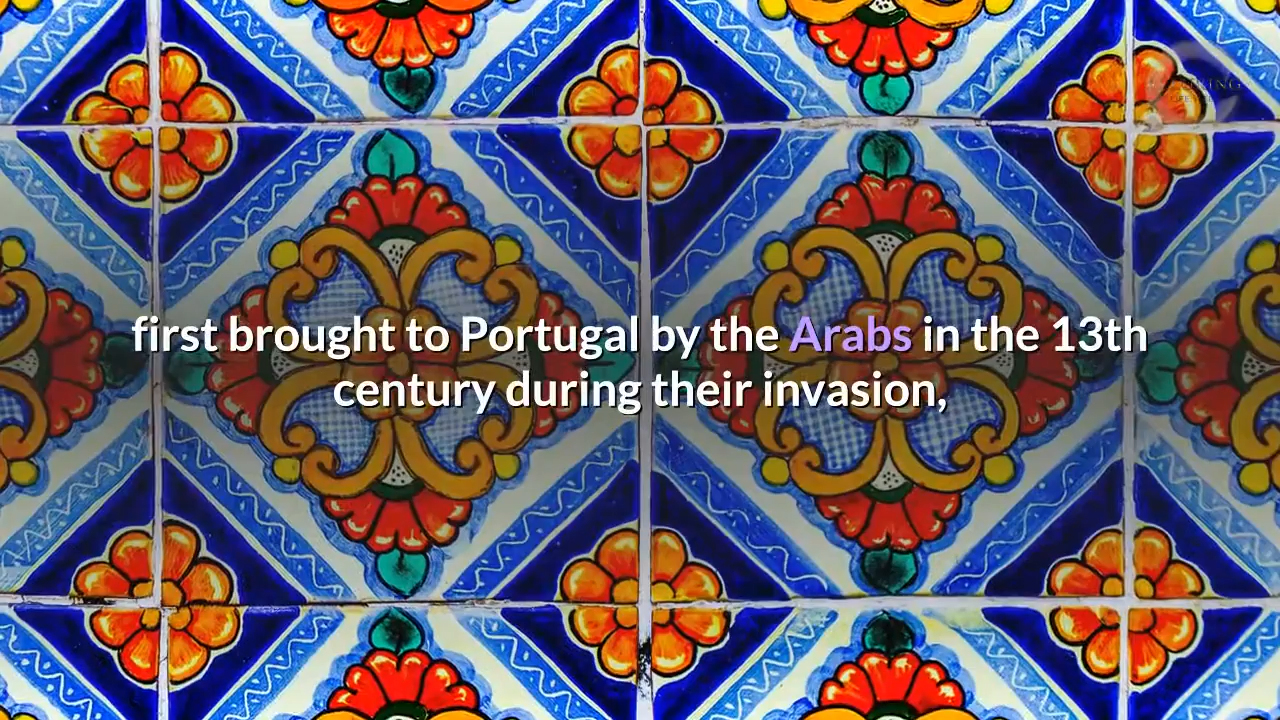 first brought to Portugal by the Arabs in the 13th
century during their invasion,